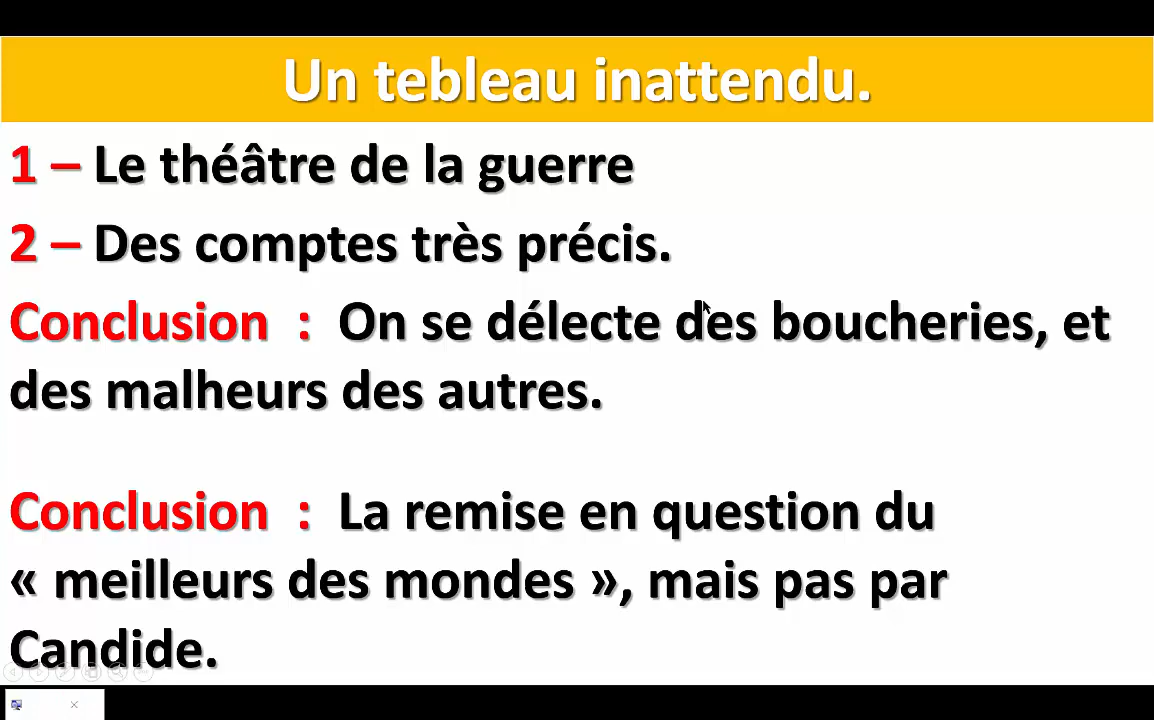 Un tebleau inattendu.
1 – Le théâtre de la guerre
2 – Des comptes très précis.
Conclusion : On se délecte des boucheries, et
des malheurs des autres.
Conclusion : La remise en question du
« meilleurs des mondes », mais pas par
Candide.